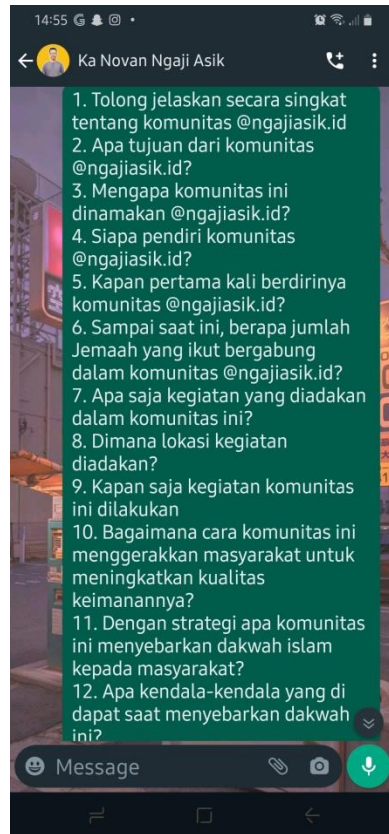 14:55 G
Ka Novan Ngaji Asik
1. Tolong jelaskan secara singkat
tentang komunitas @ngajiasik.id
2. Apa tujuan dari komunitas
@ngajiasik.id?
3. Mengapa komunitas ini
dinamakan @ngajiasik.id?
4. Siapa pendiri komunitas
@ngajiasik.id?
5. Kapan pertama kali berdirinya
komunitas @ngajiasik.id?
6. Sampai saat ini, berapa jumlah
Jemaah yang ikut bergabung
dalam komunitas @ngajiasik.id?
7. Apa saja kegiatan yang diadakan
dalam komunitas ini?
8. Dimana lokasi kegiatan
diadakan?
9. Kapan saja kegiatan komunitas
ini dilakukan
10. Bagaimana cara komunitas ini
menggerakkan masyarakat untuk
meningkatkan kualitas
keimanannya?
11. Dengan strategi apa komunitas
ini menyebarkan dakwah islam
kepada masyarakat?
12. Apa kendala-kendala yang di
dapat saat menyebarkan dakwah
ini?
Message